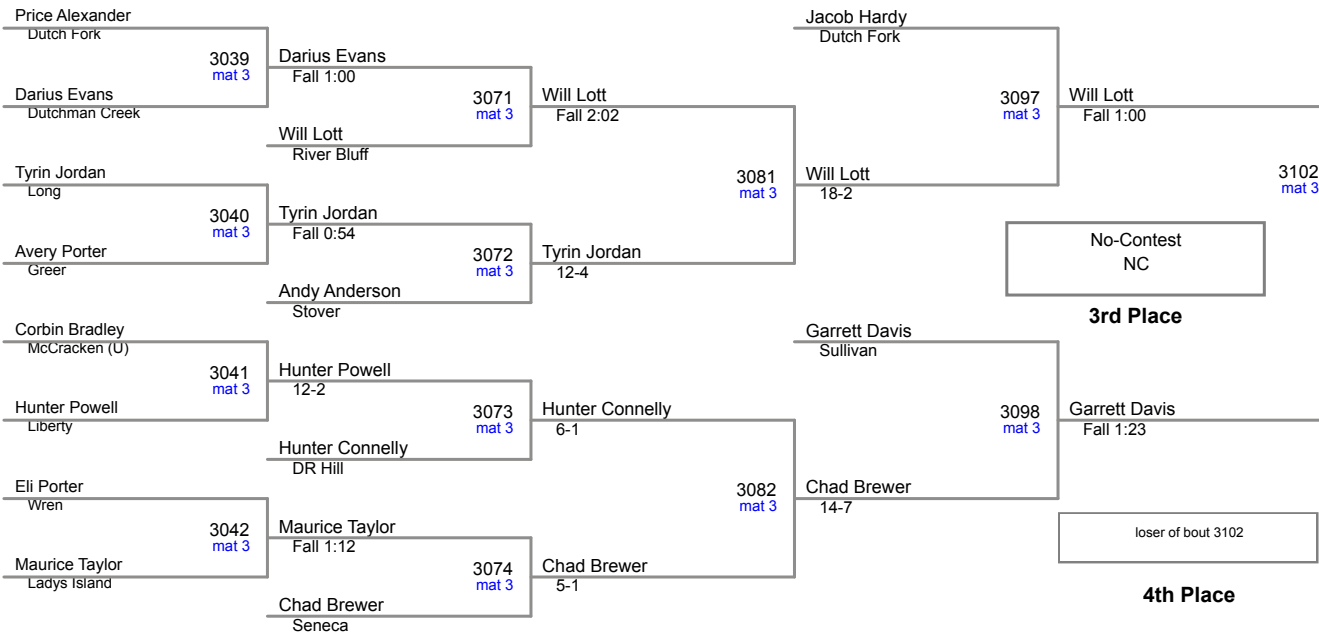 Price Alexander
Dutch Fork
3039
mat 3
Darius Evans
Dutchman Creek
Tyrin Jordan
Long
3040
mat 3
Avery Porter
Greer
Corbin Bradley
McCracken (U)
3041
mat 3
Hunter Powell
Liberty
Eli Porter
Wren
3042
mat 3
Maurice Taylor
Ladys Island
Darius Evans
Fall 1:00
3071
mat 3
Will Lott
River Bluff
Tyrin Jordan
Fall 0:54
3072
mat 3
Andy Anderson
Stover
Hunter Powell
12-2
3073
mat 3
Hunter Connelly
DR Hill
Maurice Taylor
Fall 1:12
3074
mat 3
Chad Brewer
Seneca
Will Lott
Fall 2:02
3081
mat 3
Tyrin Jordan
12-4
Hunter Connelly
6-1
3082
mat 3
Chad Brewer
5-1
Jacob Hardy
Dutch Fork
3097
mat 3
Will Lott
18-2
Garrett Davis
Sullivan
3098
mat 3
Chad Brewer
14-7
Will Lott
Fall 1:00
3102
mat 3
Garrett Davis
Fall 1:23
No-Contest
NC
3rd Place
loser of bout 3102
4th Place